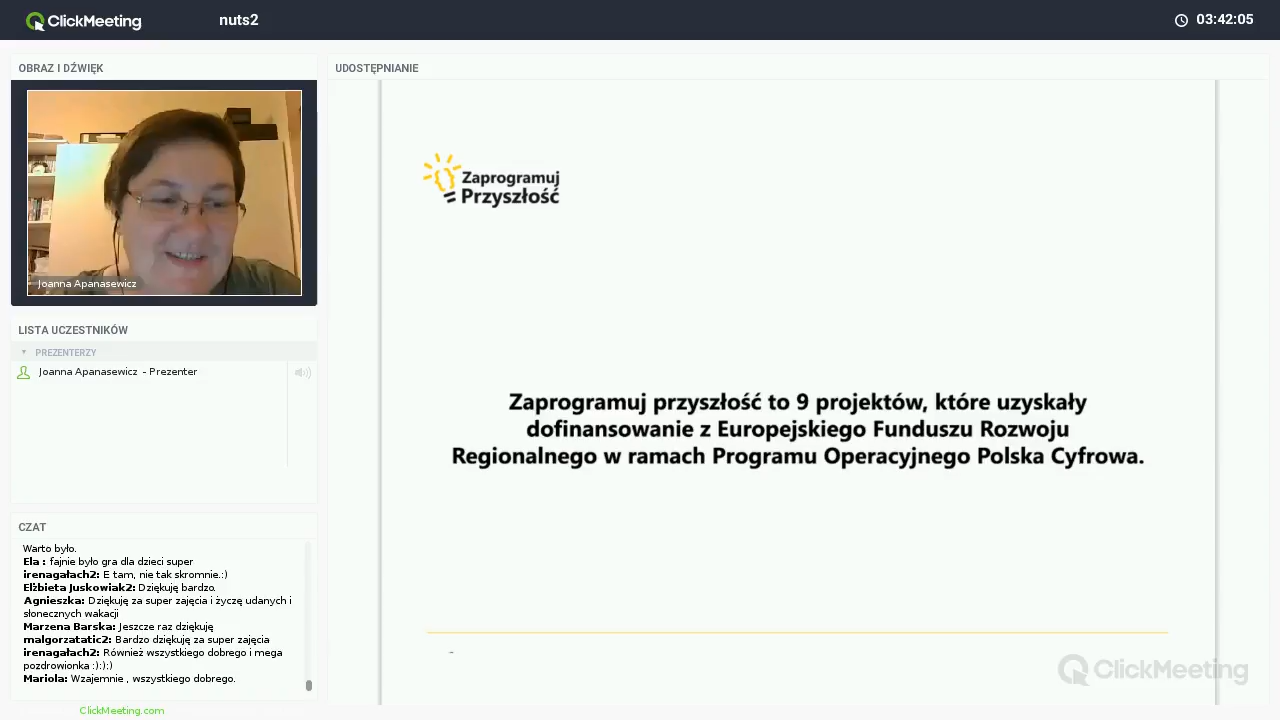 ClickMeeting
nuts2
03:42:05
OBRAZ I DŹWIĘK
Joanna Apanasewicz
LISTA UCZESTNIKÓW
PREZENTERZY
Joanna Apanasewicz - Prezenter
CZAT
Warto było.
Ela : fajnie było gra dla dzieci super
irenagałach2: E tam, nie tak skromnie.:)
Elżbieta Juskowiak2: Dziękuję bardzo.
Agnieszka: Dziękuję za super zajęcia i życzę udanych i
słonecznych wakacji
Marzena Barska: Jeszcze raz dziękuję
malgorzatatic2: Bardzo dziękuję za super zajęcia
irenagałach2: Również wszystkiego dobrego i mega
pozdrowionka :):):)
Mariola: Wzajemnie , wszystkiego dobrego.
ClickMeeting.com
UDOSTĘPNIANIE
Zaprogramuj
Przyszłość
Zaprogramuj przyszłość to 9 projektów, które uzyskały
dofinansowanie z Europejskiego Funduszu Rozwoju
Regionalnego w ramach Programu Operacyjnego Polska Cyfrowa.
ClickMeeting